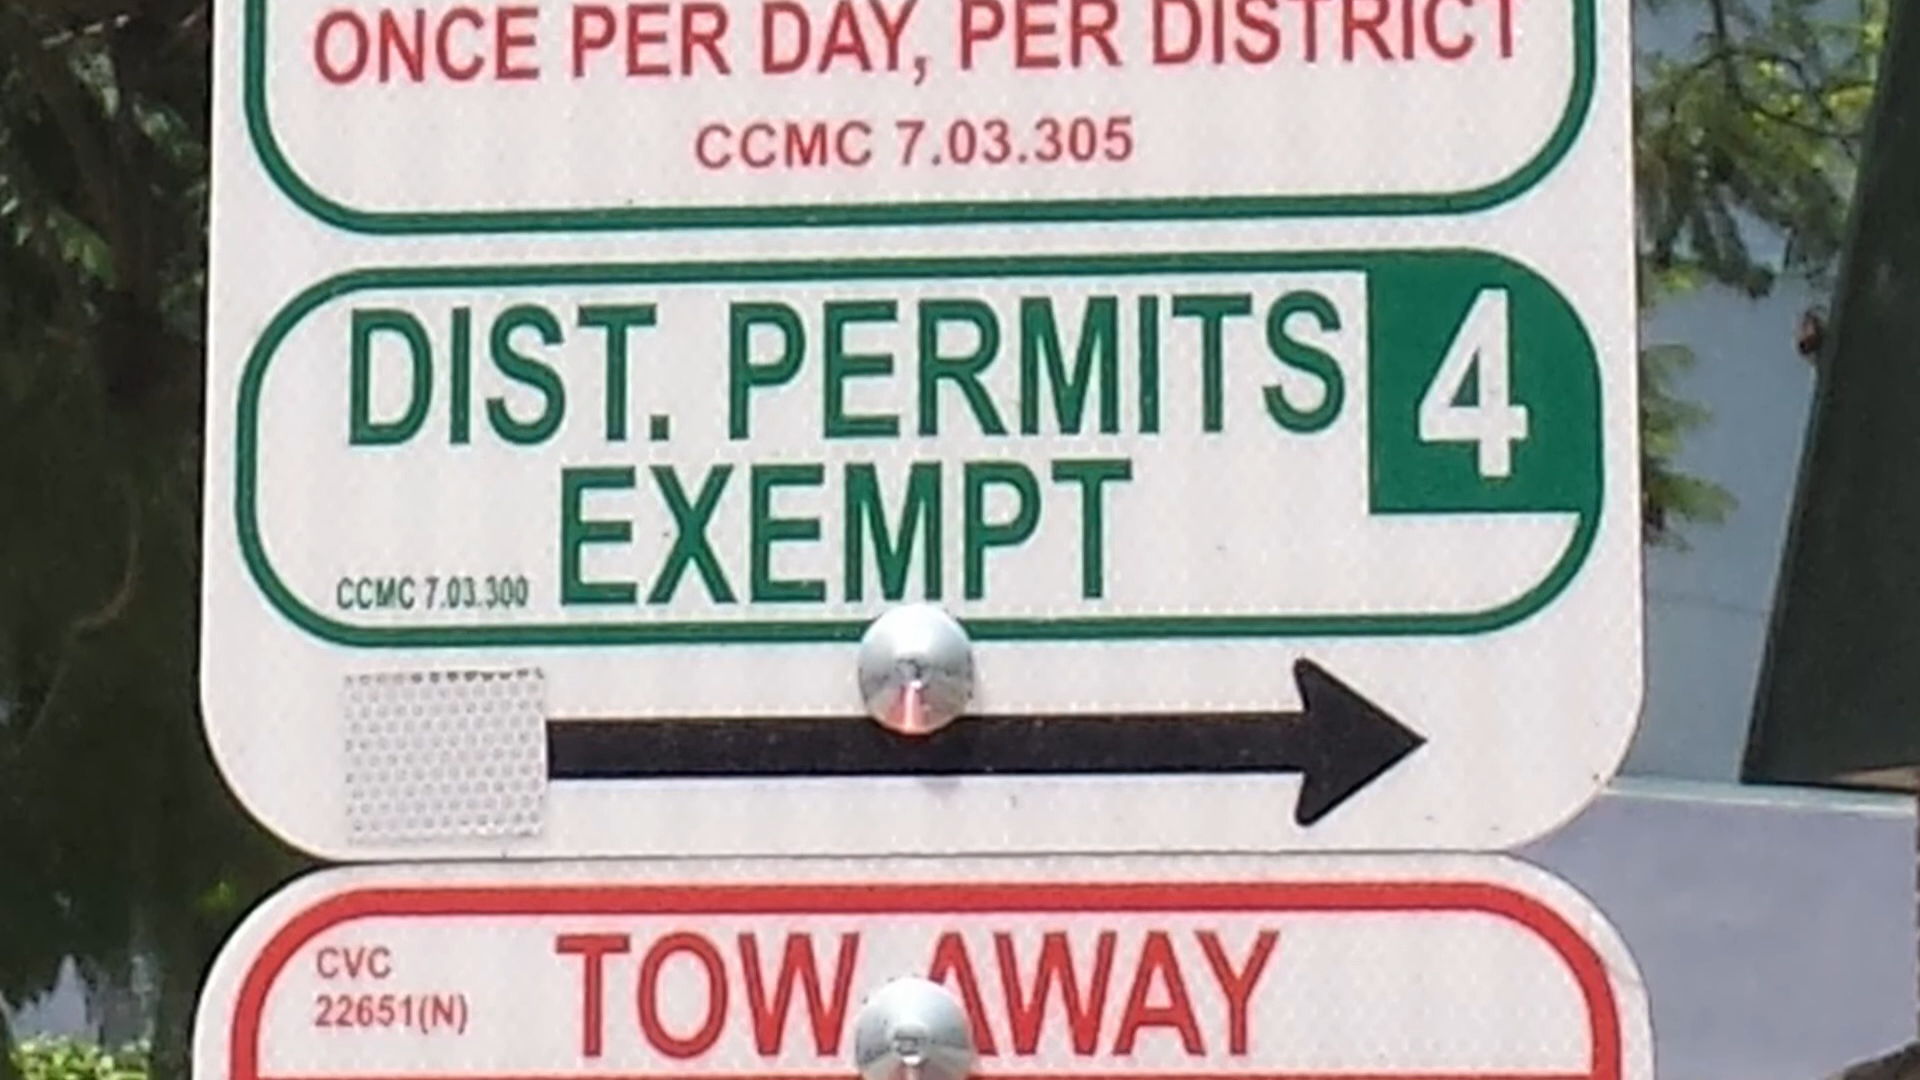 ONCE PER DAY, PER DISTRICT
CCMC 7.03.305
DIST. PERMITS 4
EXEMPT
CCMC 7.03.300
CVC
22651(N)
TOW AWAY